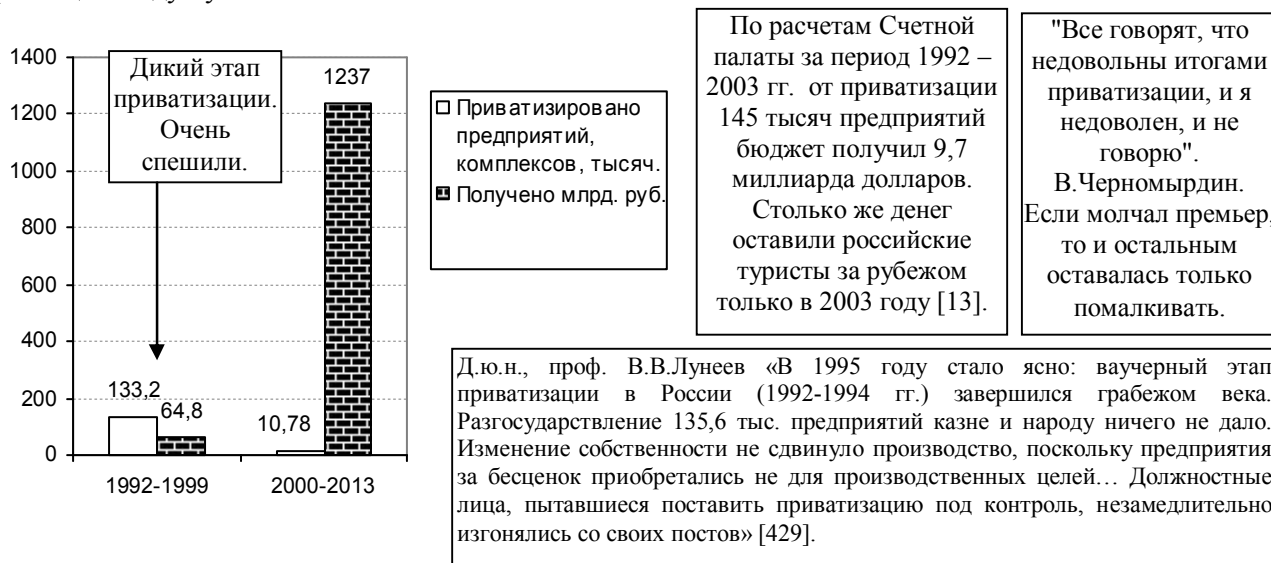 1400
1200
1000
800
600
400
200
0
Дикий этап
приватизации.
Очень
спешили.
133,2
64,8
10,78
1237
1992-1999
2000-2013
Приватизировано
предприятий,
комплексов, тысяч.
Получено млрд. руб.
По расчетам Счетной
палаты за период 1992 –
2003 гг. от приватизации
145 тысяч предприятий
бюджет получил 9,7
миллиарда долларов.
Столько же денег
оставили российские
туристы за рубежом
только в 2003 году [13].
"Все говорят, что
недовольны итогами
приватизации, и я
недоволен, и не
говорю".
В.Черномырдин.
Если молчал премьер,
то и остальным
оставалась только
помалкивать.
Д.ю.н., проф. В.В.Лунеев «В 1995 году стало ясно: ваучерный этап
приватизации в России (1992-1994 гг.) завершился грабежом века.
Разгосударствление 135,6 тыс. предприятий казне и народу ничего не дало.
Изменение собственности не сдвинуло производство, поскольку предприятия
за бесценок приобретались не для производственных целей… Должностные
лица, пытавшиеся поставить приватизацию под контроль, незамедлительно
изгонялись со своих постов» [429].